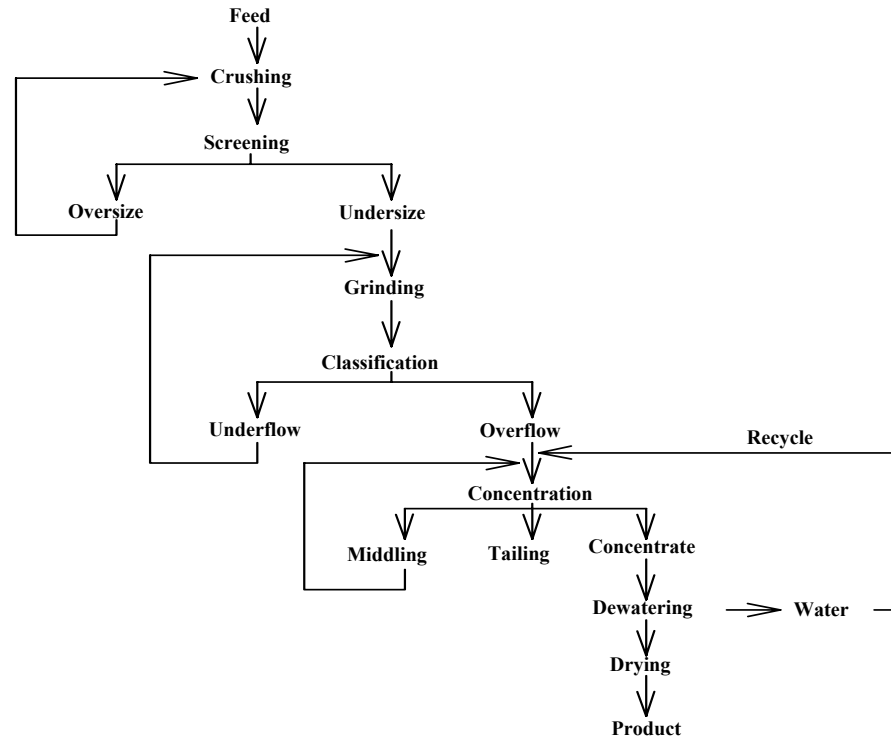 Feed
Crushing
Screening
Oversize
Undersize
Grinding
Classification
Underflow
Overflow
Recycle
Concentration
Middling
Tailing
Concentrate
Dewatering
Water
Drying
Product